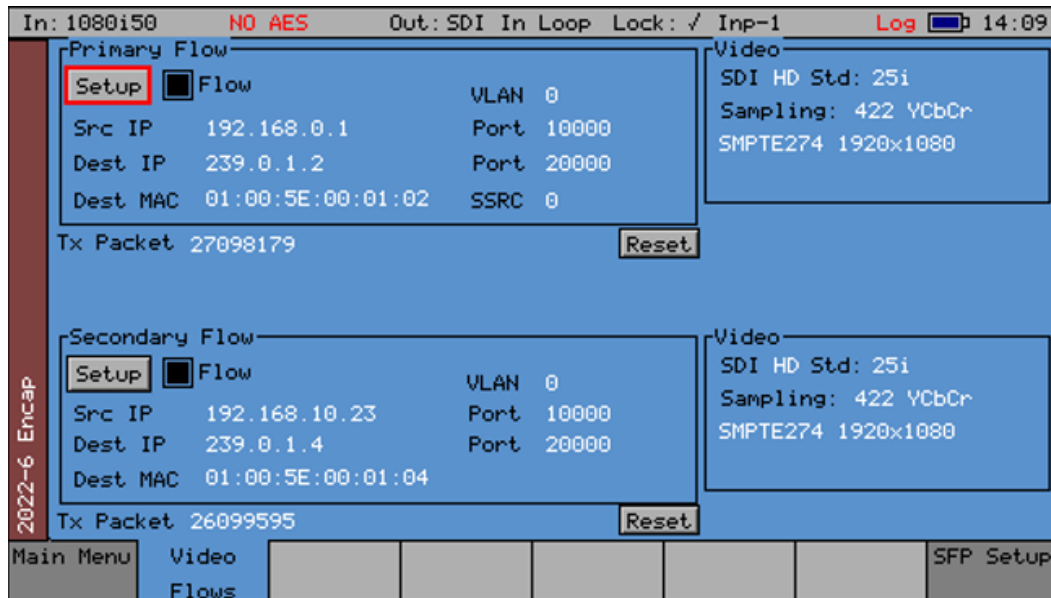 In: 1080i50 NO AES Out: SDI In Loop Lock: √ Inp-1 Log 14:09
Primary Flow
Setup Flow
VLAN 0
Src IP 192.168.0.1 Port 10000
Dest IP 239.0.1.2 Port 20000
Dest MAC 01:00:5E:00:01:02 SSRC 0
Tx Packet 27098179 Reset
Video
SDI HD Std: 25i
Sampling: 422 YCbCr
SMPTE274 1920x1080
Secondary Flow
Setup Flow
VLAN 0
Src IP 192.168.10.23 Port 10000
Dest IP 239.0.1.4 Port 20000
Dest MAC 01:00:5E:00:01:04
Tx Packet 26099595 Reset
Video
SDI HD Std: 25i
Sampling: 422 YCbCr
SMPTE274 1920x1080
2022-6 Encap
Main Menu
Video
Flows
SFP Setup